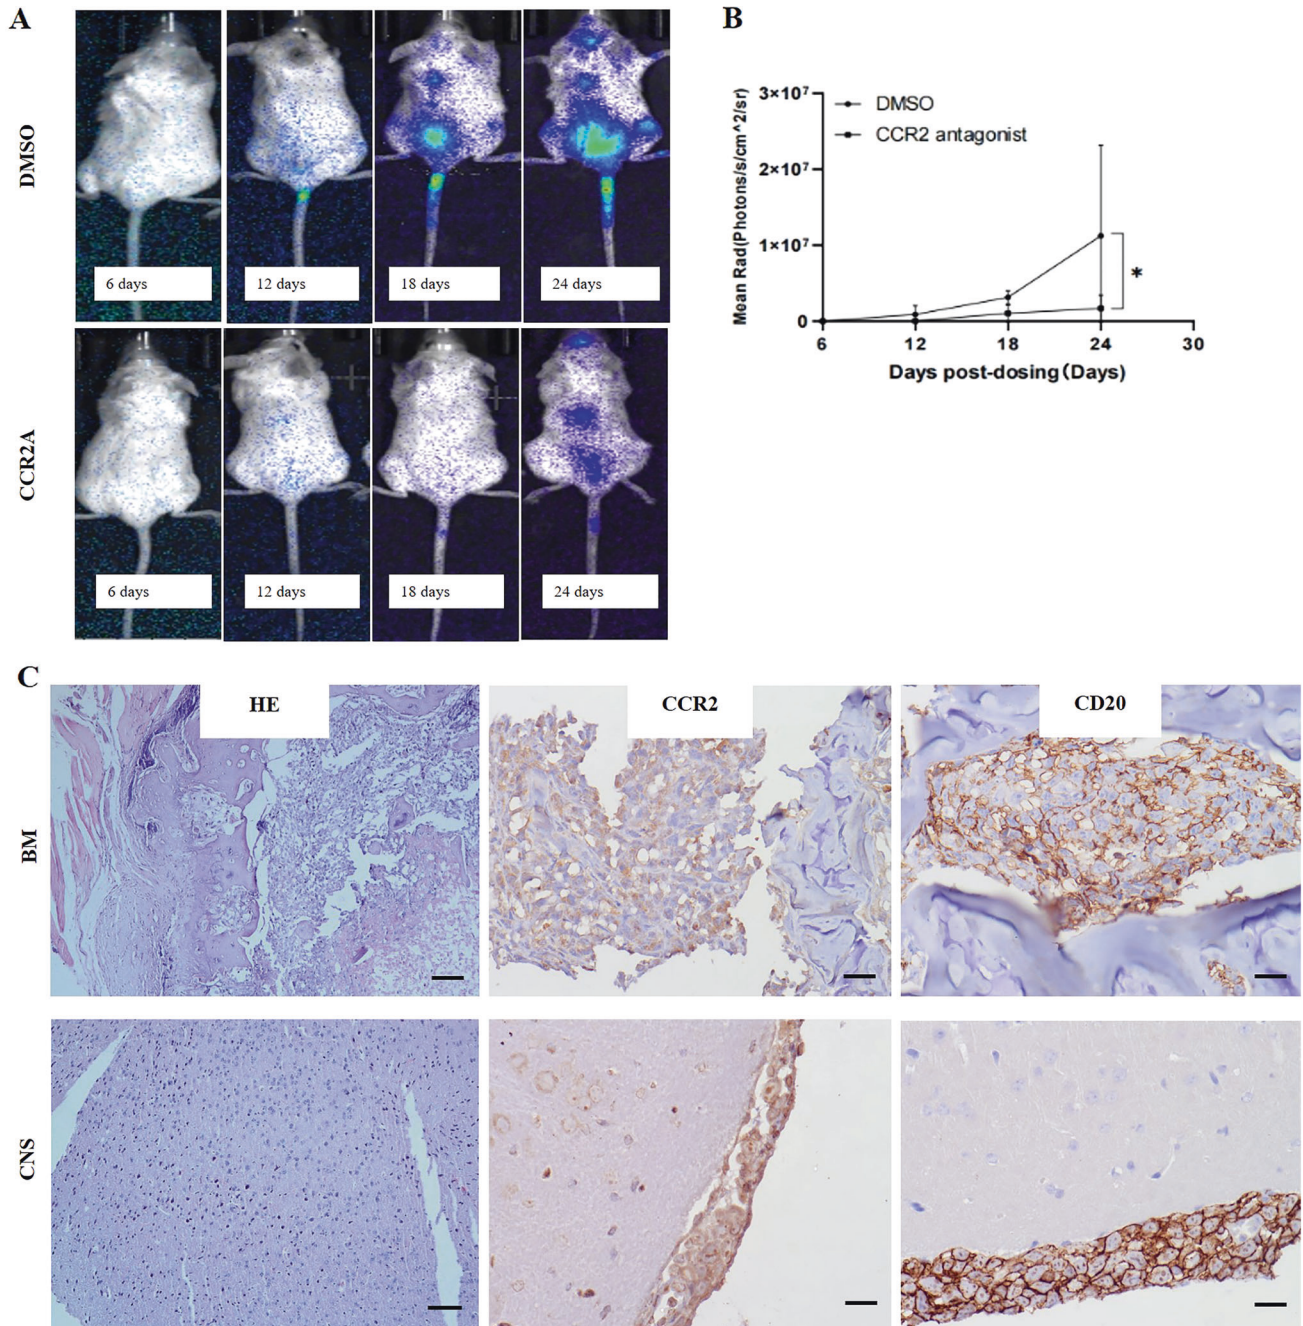 A
DMSO
6 days
12 days
18 days
24 days
CCR2A
6 days
12 days
18 days
24 days
B
DMSO
CCR2 antagonist
Mean Rad(Photons/s/cm^2/sr)
3×10⁷
2×10⁷
1×10⁷
0
6
12
18
24
30
*
Days post-dosing(Days)
C
HE
CCR2
CD20
BM
CNS